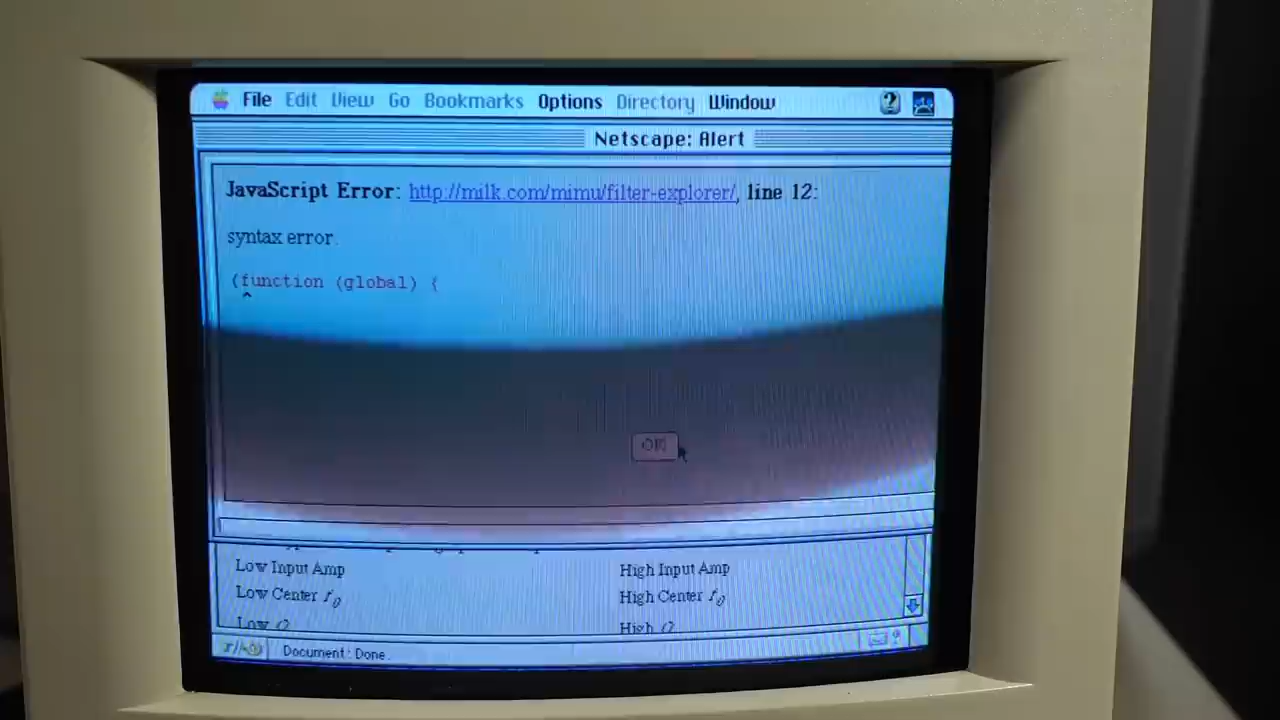 File Edit View Go Bookmarks Options Directory Window
Netscape: Alert
JavaScript Error: http://milk.com/mimu/filter-explorer/, line 12:
syntax error.
(function (global) {
^
OK
Low Input Amp High Input Amp
Low Center f0 High Center f0
Low Q High Q
Document: Done.